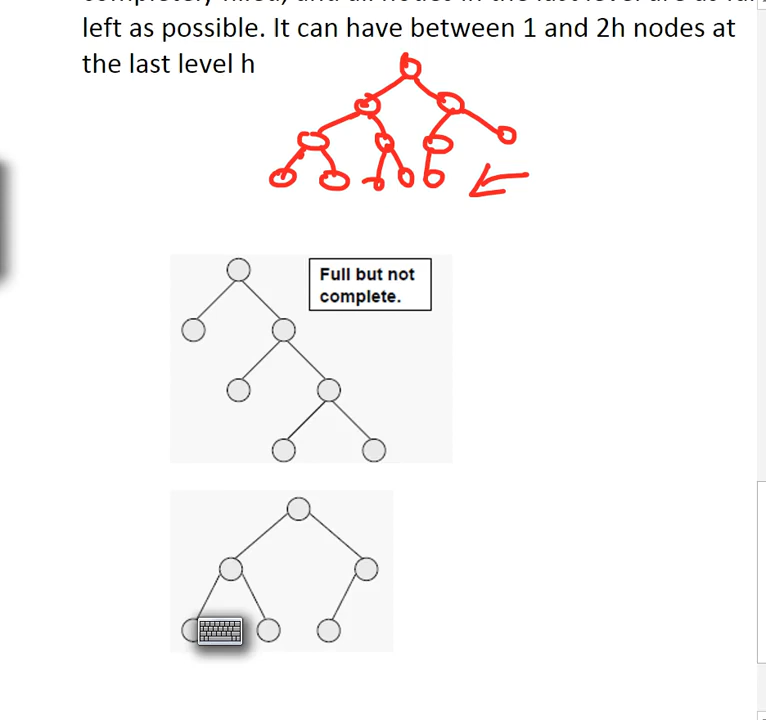 left as possible. It can have between 1 and 2h nodes at
the last level h
Full but not
complete.